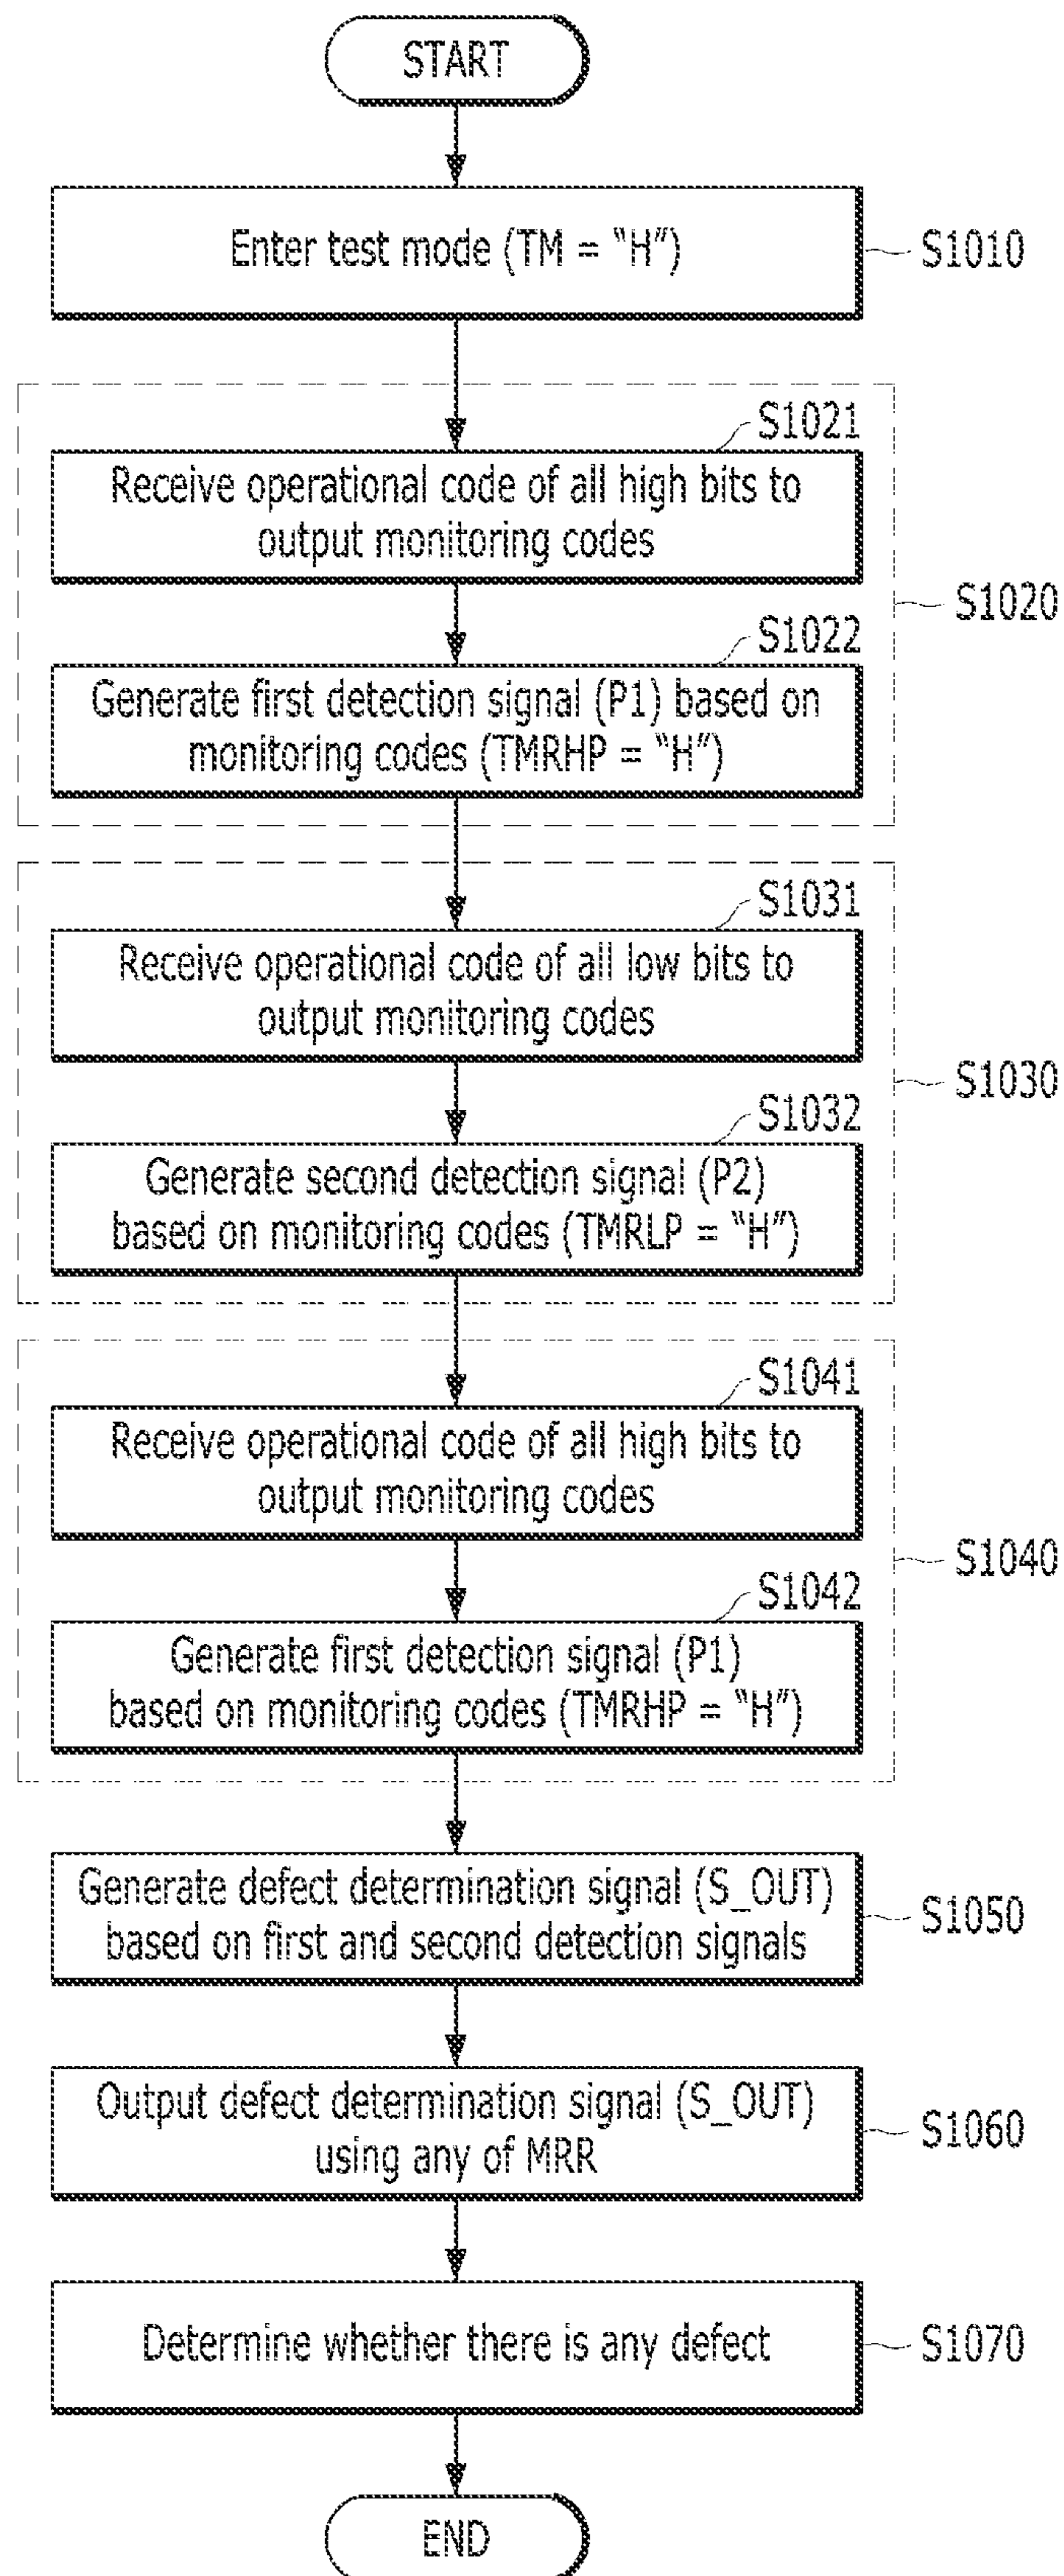 START
Enter test mode (TM = “H”)
S1010
S1021
Receive operational code of all high bits to
output monitoring codes
S1020
S1022
Generate first detection signal (P1) based on
monitoring codes (TMRHP = “H”)
S1031
Receive operational code of all low bits to
output monitoring codes
S1030
S1032
Generate second detection signal (P2)
based on monitoring codes (TMRLP = “H”)
S1041
Receive operational code of all high bits to
output monitoring codes
S1040
S1042
Generate first detection signal (P1)
based on monitoring codes (TMRHP = “H”)
Generate defect determination signal (S_OUT)
based on first and second detection signals
S1050
Output defect determination signal (S_OUT)
using any of MRR
S1060
Determine whether there is any defect
S1070
END